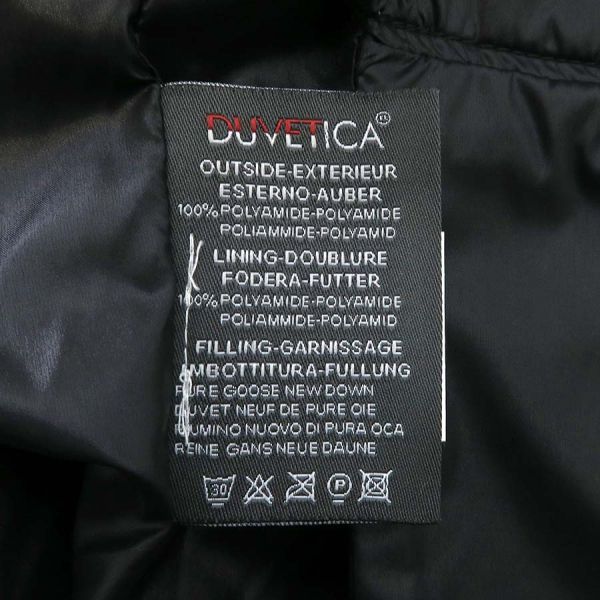 DUVETICA®
OUTSIDE-EXTERIEUR
ESTERNO-AUBER
100% POLYAMIDE-POLYAMIDE
POLIAMMIDE-POLYAMID
LINING-DOUBLURE
FODERA-FUTTER
100% POLYAMIDE-POLYAMIDE
POLIAMMIDE-POLYAMID
FILLING-GARNISSAGE
IMBOTTITURA-FULLUNG
PURE GOOSE NEW DOWN
DUVET NEUF DE PURE OIE
PIUMINO NUOVO DI PURA OCA
REINE GANS NEUE DAUNE
30 P